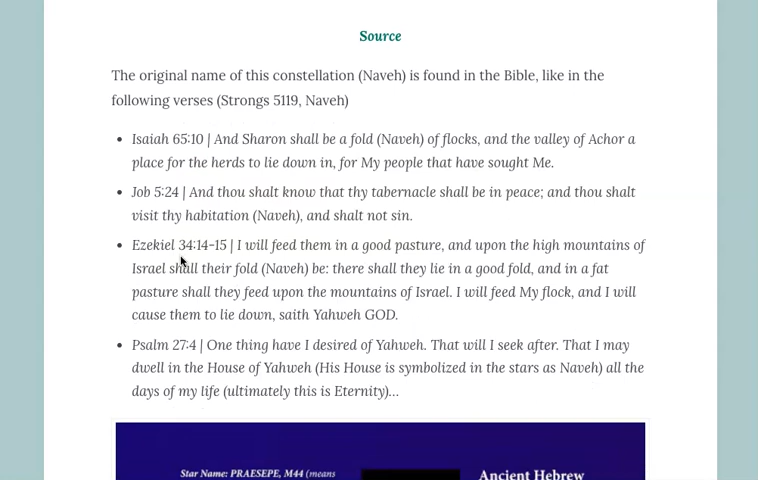 Source
The original name of this constellation (Naveh) is found in the Bible, like in the
following verses (Strongs 5119, Naveh)
• Isaiah 65:10 | And Sharon shall be a fold (Naveh) of flocks, and the valley of Achor a
place for the herds to lie down in, for My people that have sought Me.
• Job 5:24 | And thou shalt know that thy tabernacle shall be in peace; and thou shalt
visit thy habitation (Naveh), and shalt not sin.
• Ezekiel 34:14-15 | I will feed them in a good pasture, and upon the high mountains of
Israel shall their fold (Naveh) be: there shall they lie in a good fold, and in a fat
pasture shall they feed upon the mountains of Israel. I will feed My flock, and I will
cause them to lie down, saith Yahweh GOD.
• Psalm 27:4 | One thing have I desired of Yahweh. That will I seek after. That I may
dwell in the House of Yahweh (His House is symbolized in the stars as Naveh) all the
days of my life (ultimately this is Eternity)...
Star Name: PRAESEPE, M44 (means
Ancient Hebrew